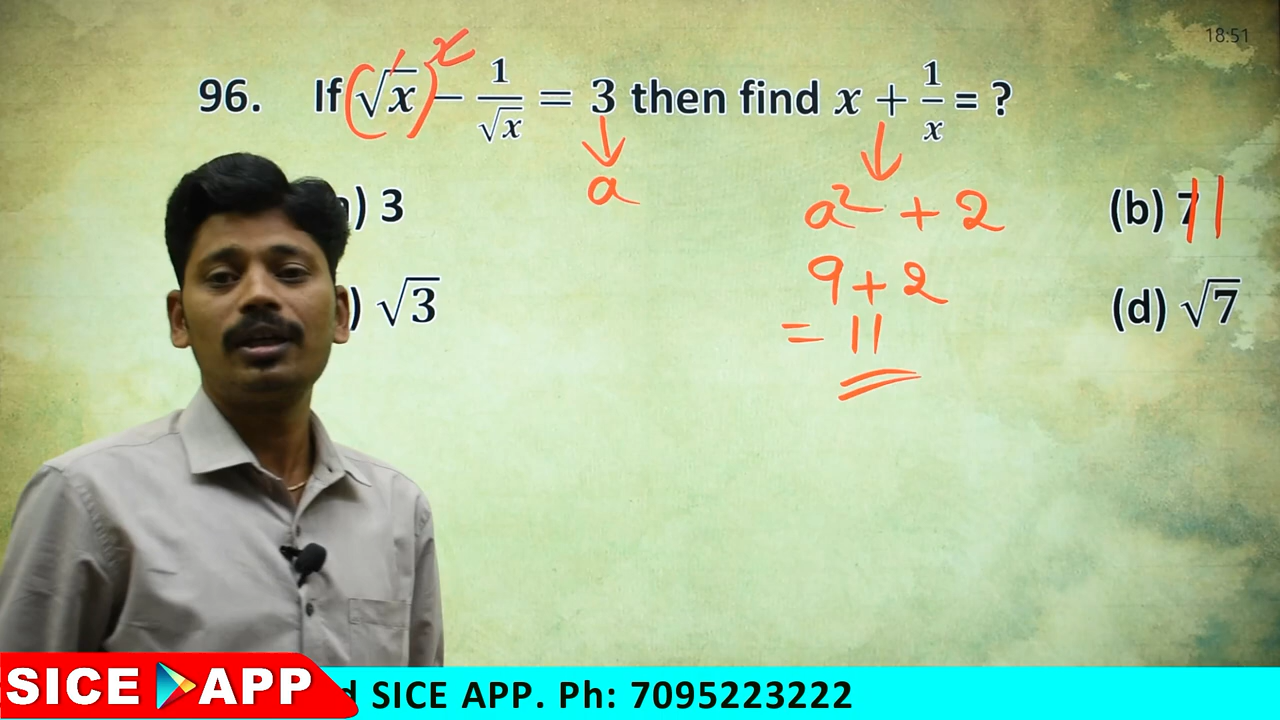 18:51
96. If (√x)² − 1/√x = 3 then find x + 1/x = ?
a
) 3
a² + 2
(b) 7 11
9 + 2
) √3
(d) √7
= 11
SICE APP
d SICE APP. Ph: 7095223222